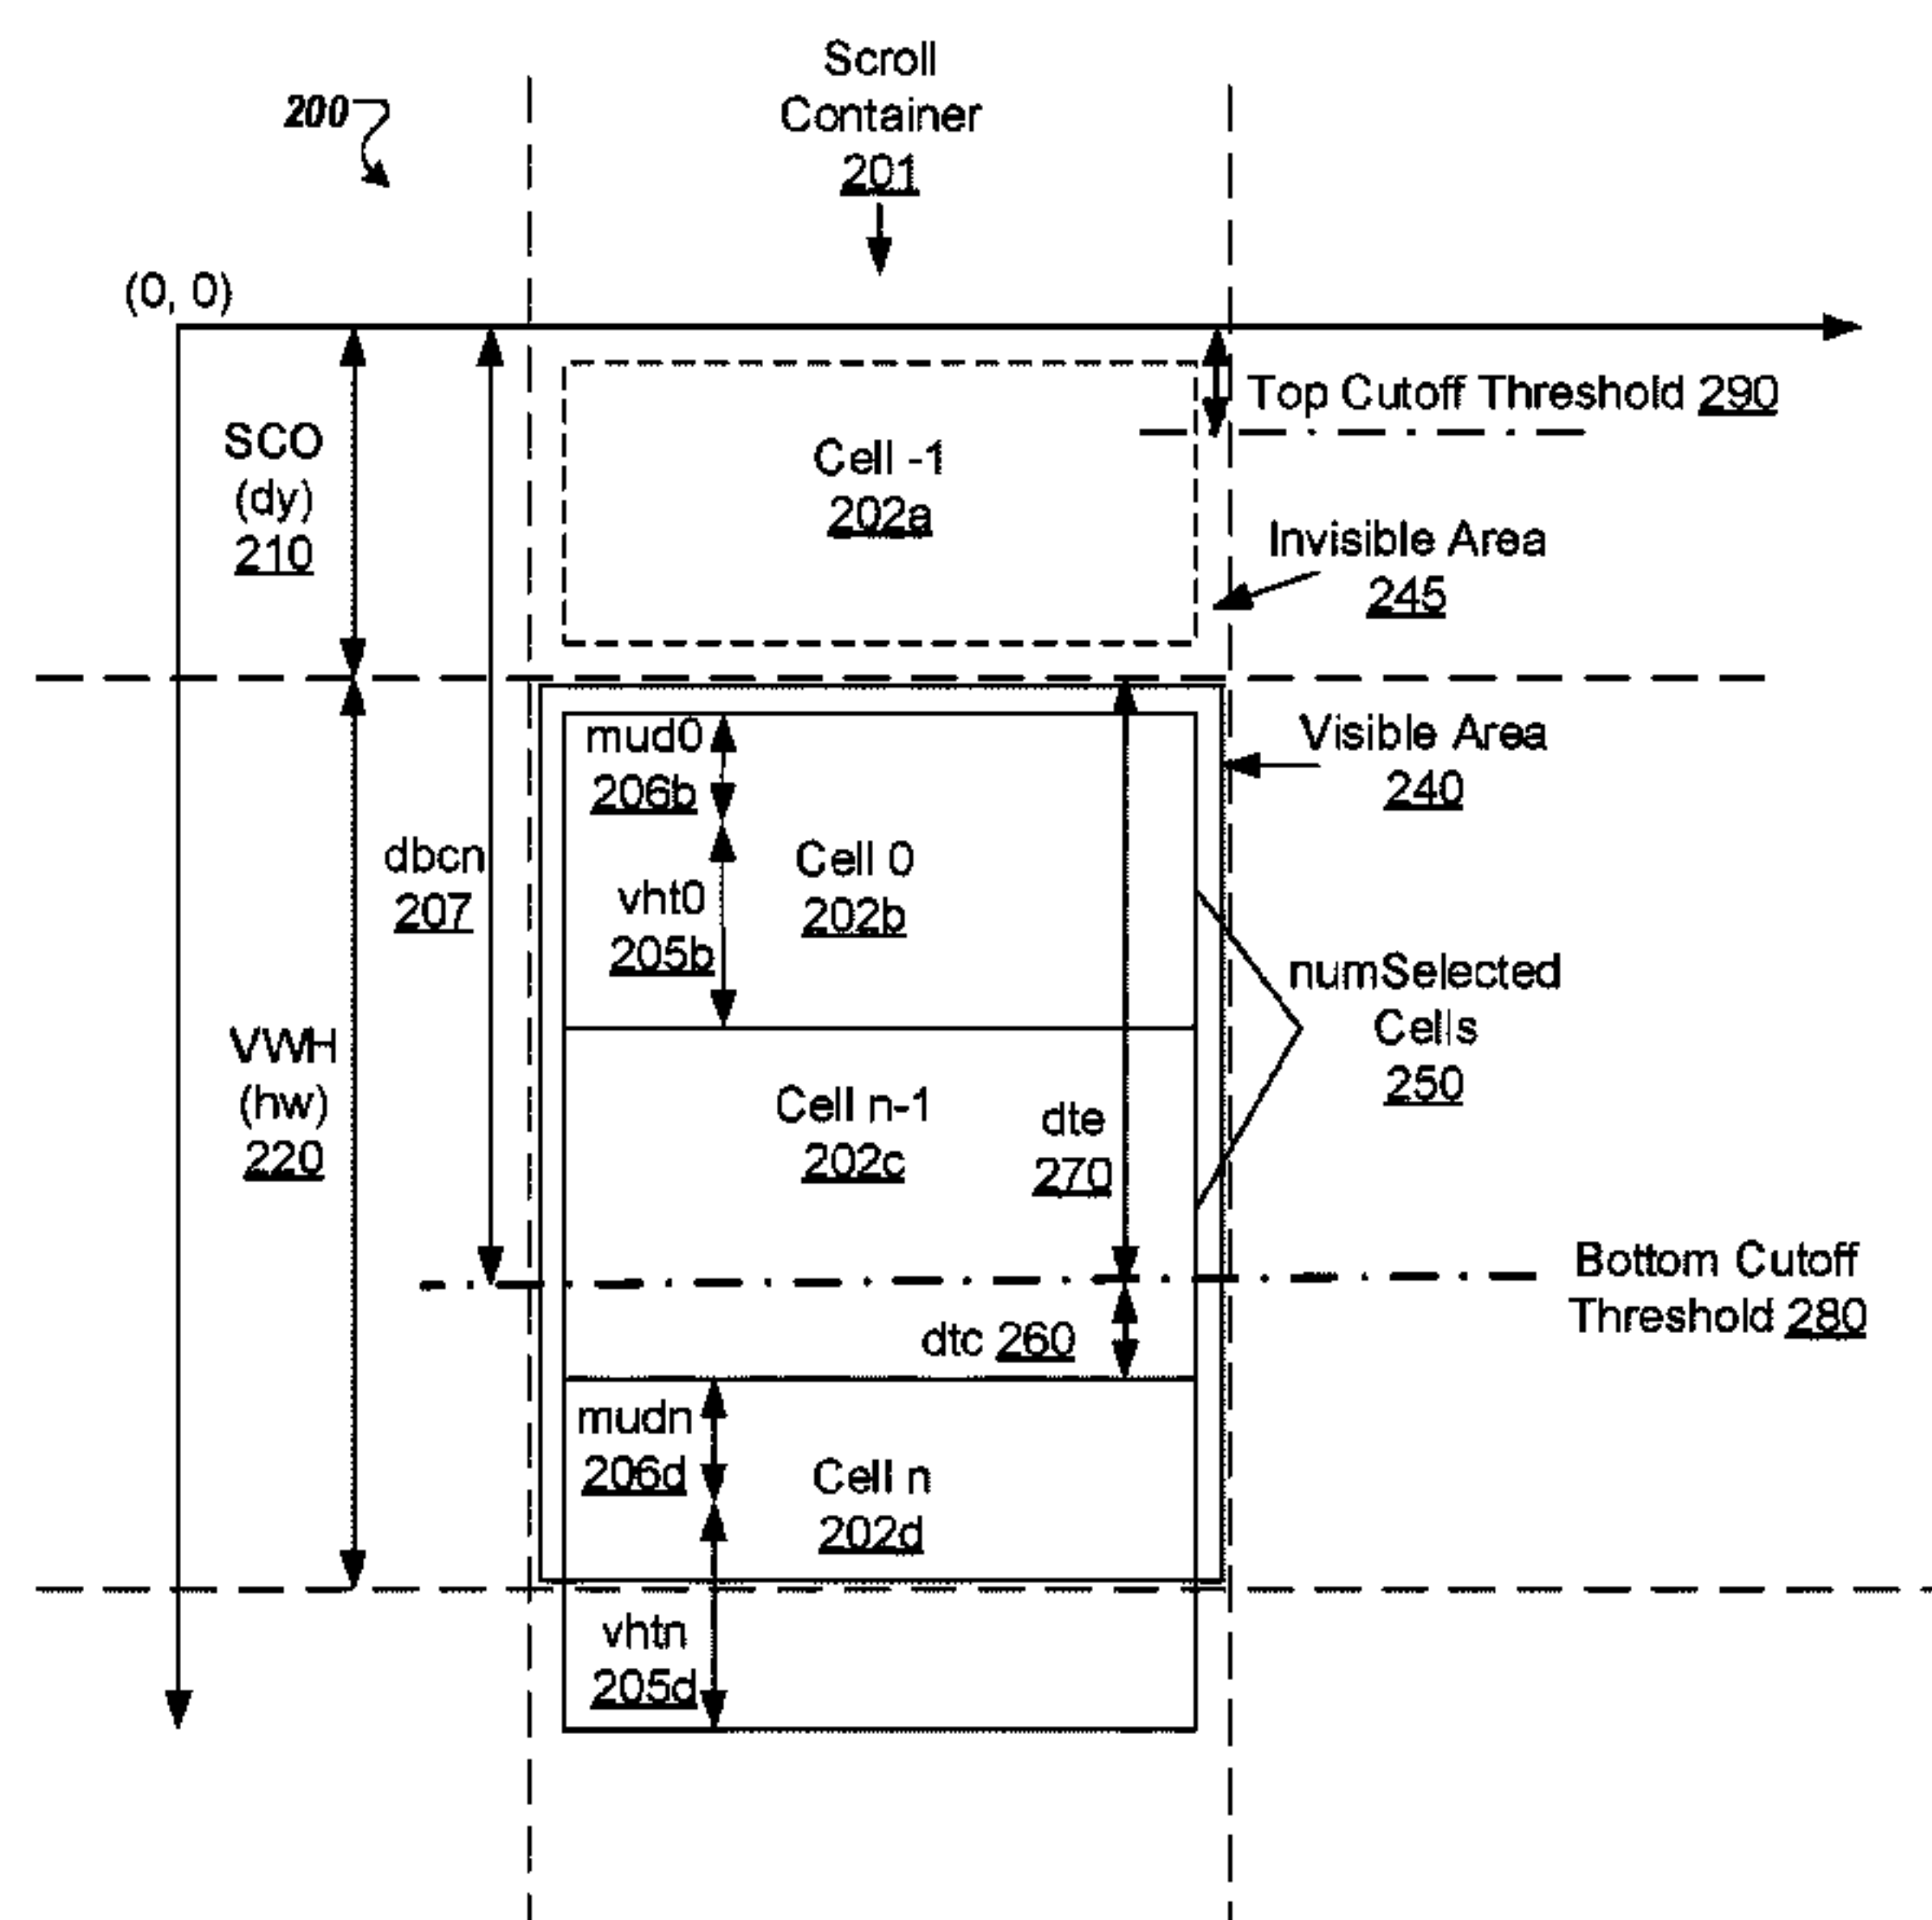 200
Scroll
Container
201
(0, 0)
Top Cutoff Threshold 290
SCO
(dy)
210
Cell -1
202a
Invisible Area
245
mud0
206b
Visible Area
240
dbcn
207
Cell 0
202b
vht0
205b
numSelected
Cells
250
VWH
(hw)
220
Cell n-1
202c
dte
270
Bottom Cutoff
Threshold 280
dtc 260
mudn
206d
Cell n
202d
vhtn
205d